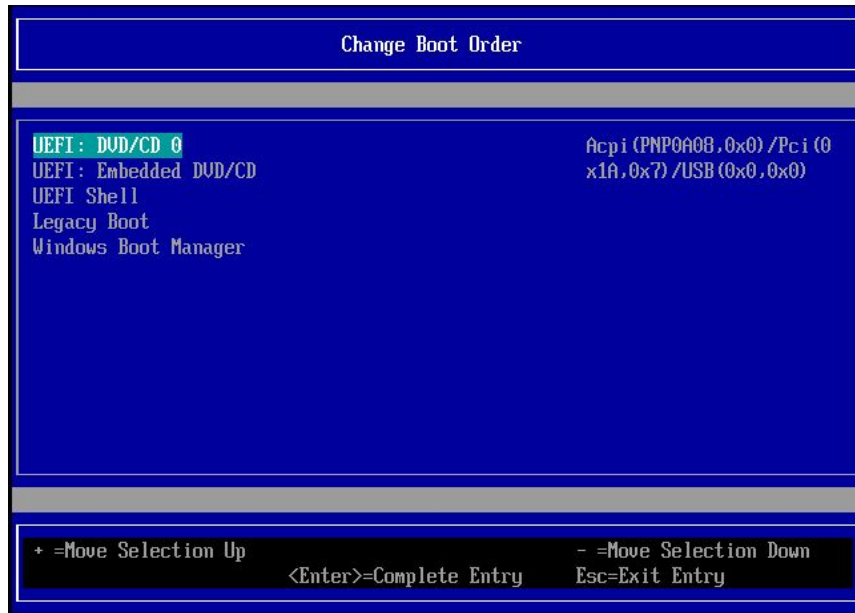 Change Boot Order
UEFI: DVD/CD 0
UEFI: Embedded DVD/CD
UEFI Shell
Legacy Boot
Windows Boot Manager
Acpi(PNP0A08,0x0)/Pci(0
x1A,0x7)/USB(0x0,0x0)
+ =Move Selection Up
- =Move Selection Down
<Enter>=Complete Entry
Esc=Exit Entry